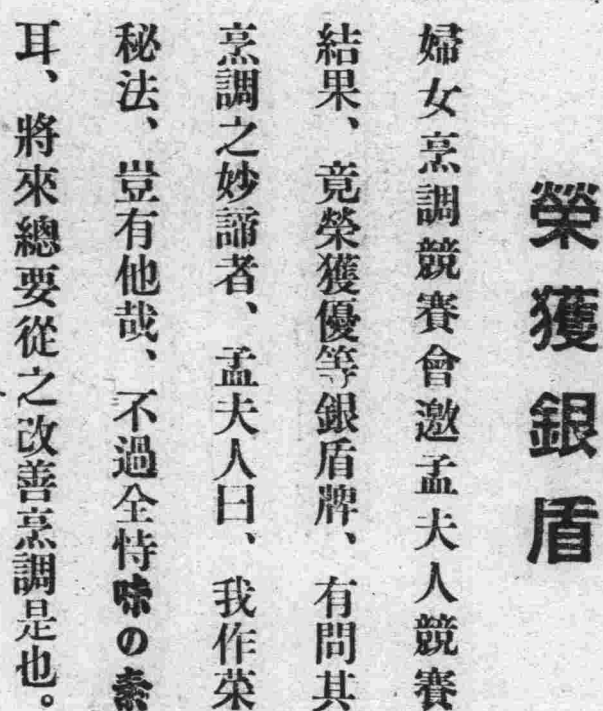 榮獲銀盾
婦女烹調競賽會邀孟夫人競賽
結果、竟榮獲優等銀盾牌、有問其
烹調之妙諦者、孟夫人曰、我作菜
秘法、豈有他哉、不過全恃味の素
耳、將來總要從之改善烹調是也。